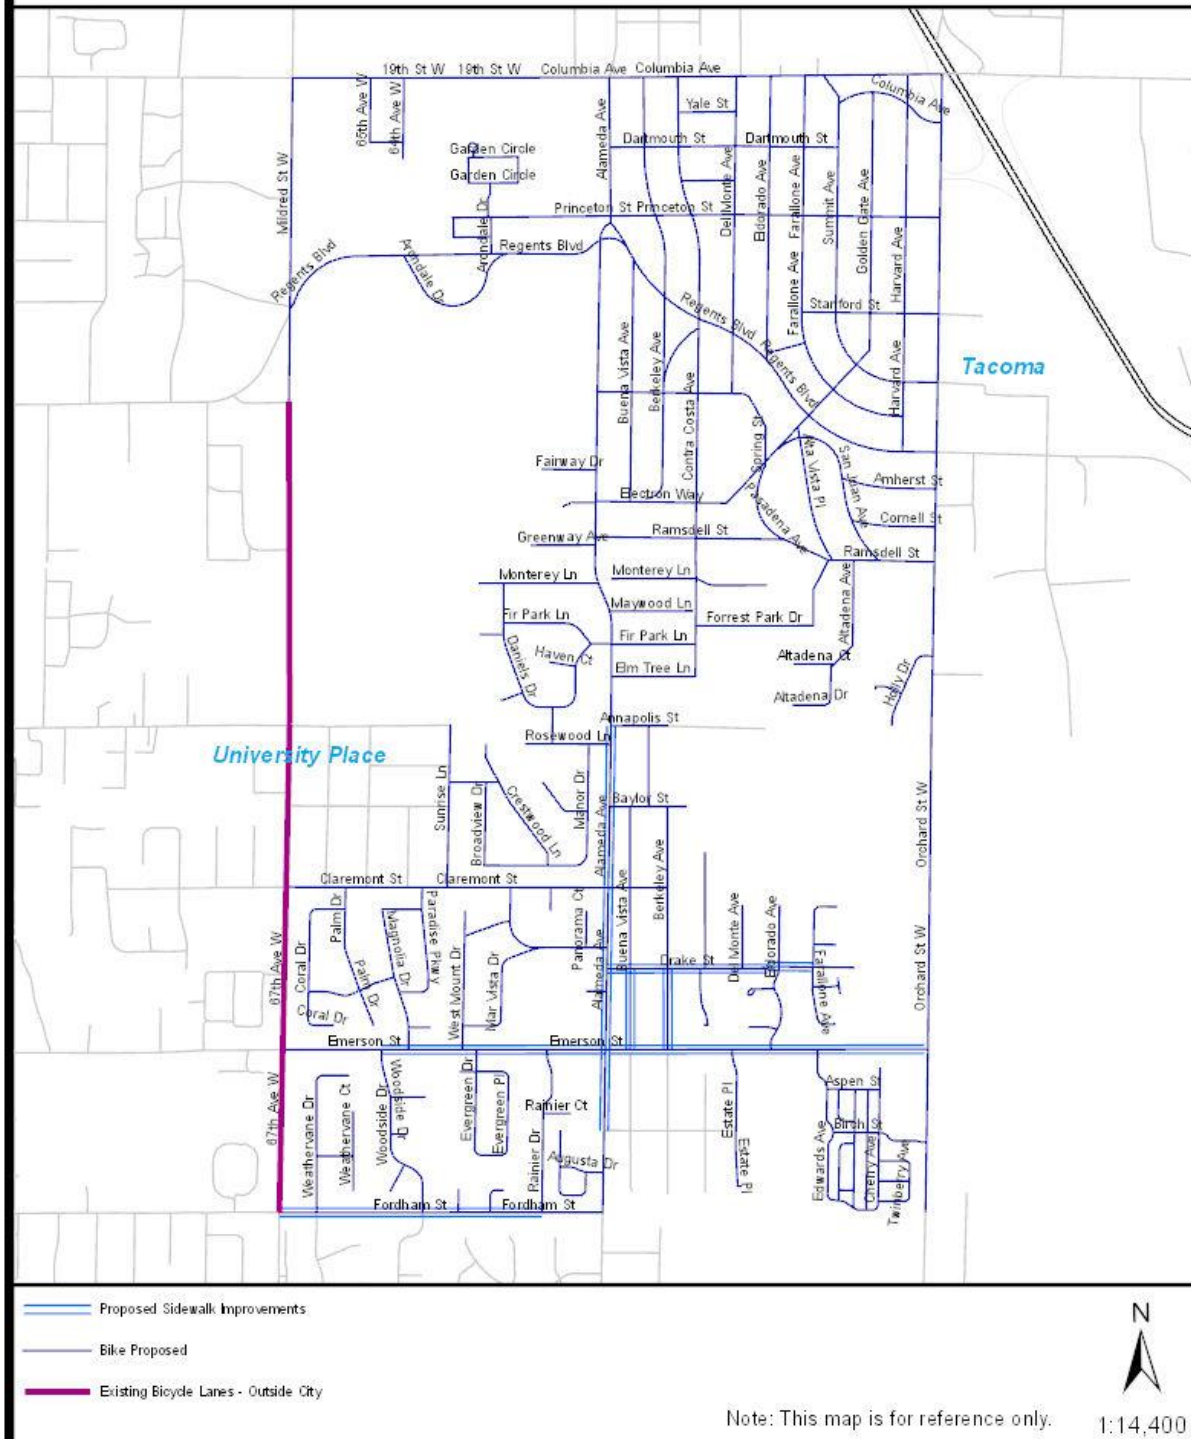 19th St W 19th St W Columbia Ave Columbia Ave
Columbia Ave
65th Ave W
64th Ave W
Alameda Ave
Yale St
Dartmouth St Dartmouth St
Garden Circle
Garden Circle
Mildred St W
Del Monte Ave
Eldorado Ave
Farallone Ave
Summit Ave
Golden Gate Ave
Princeton St Princeton St
Arondale Dr
Regents Blvd
Arondale Dr
Regents Blvd
Harvard Ave
Farallone Ave
Stanford St
Regents Blvd
Regents Blvd
Tacoma
Buena Vista Ave
Berkeley Ave
Contra Costa Ave
Harvard Ave
Spring St
Alta Vista Pl
San Juan Ave
Fairway Dr
Amherst St
Electron Way
Pasadena Ave
Cornell St
Greenway Ave
Ramsdell St
Ramsdell St
Monterey Ln
Monterey Ln
Maywood Ln
Altadena Ave
Fir Park Ln
Forrest Park Dr
Fir Park Ln
Daniels Dr
Haven Ct
Elm Tree Ln
Altadena Ct
Holly Dr
Altadena Dr
Annapolis St
Rosewood Ln
University Place
Sunrise Ln
Broadview Dr
Crestwood Ln
Manor Dr
Alameda Ave
Baylor St
Orchard St W
Claremont St
Claremont St
Buena Vista Ave
Berkeley Ave
Palm Dr
Magnolia Dr
Paradise Pkwy
Panorama Ct
Del Monte Ave
Eldorado Ave
67th Ave W
Coral Dr
Palm Dr
West Mount Dr
Mar Vista Dr
Alameda Ave
Drake St
Farallone Ave
Orchard St W
Coral Dr
Emerson St
Emerson St
67th Ave W
Weathervane Dr
Weathervane Ct
Woodside Dr
Woodside Dr
Evergreen Dr
Evergreen Pl
Rainier Ct
Rainier Dr
Augusta Dr
Estate Pl
Estate Pl
Aspen St
Birch St
Edwards Ave
Cherry Ave
Twinberry Ave
Fordham St
Fordham St
Proposed Sidewalk Improvements
Bike Proposed
Existing Bicycle Lanes - Outside City
N
Note: This map is for reference only.
1:14,400